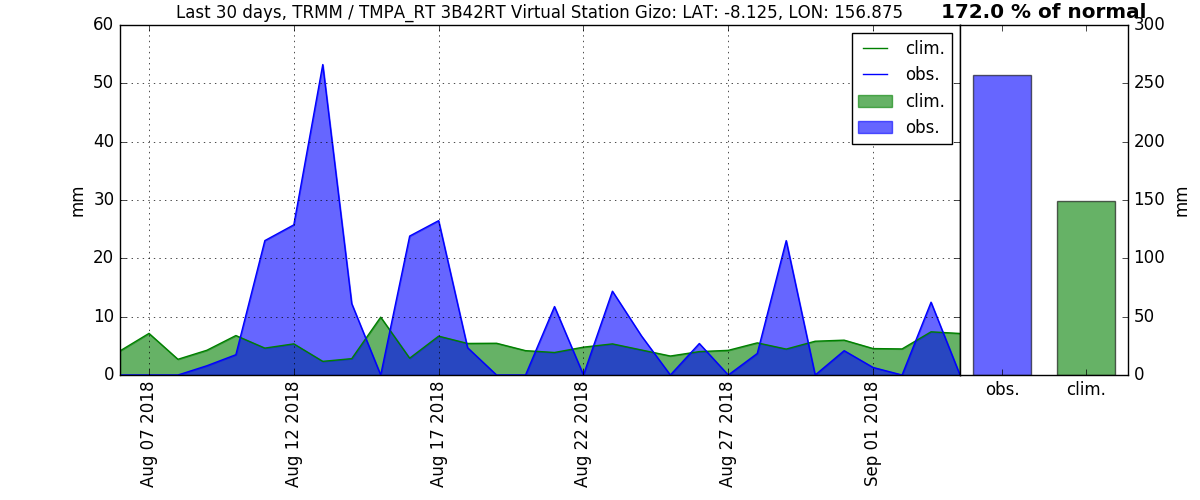 Last 30 days, TRMM / TMPA_RT 3B42RT Virtual Station Gizo: LAT: -8.125, LON: 156.875
172.0 % of normal
60
50
40
30
20
10
0
mm
clim.
obs.
clim.
obs.
300
250
200
150
100
50
0
mm
Aug 07 2018
Aug 12 2018
Aug 17 2018
Aug 22 2018
Aug 27 2018
Sep 01 2018
obs.
clim.